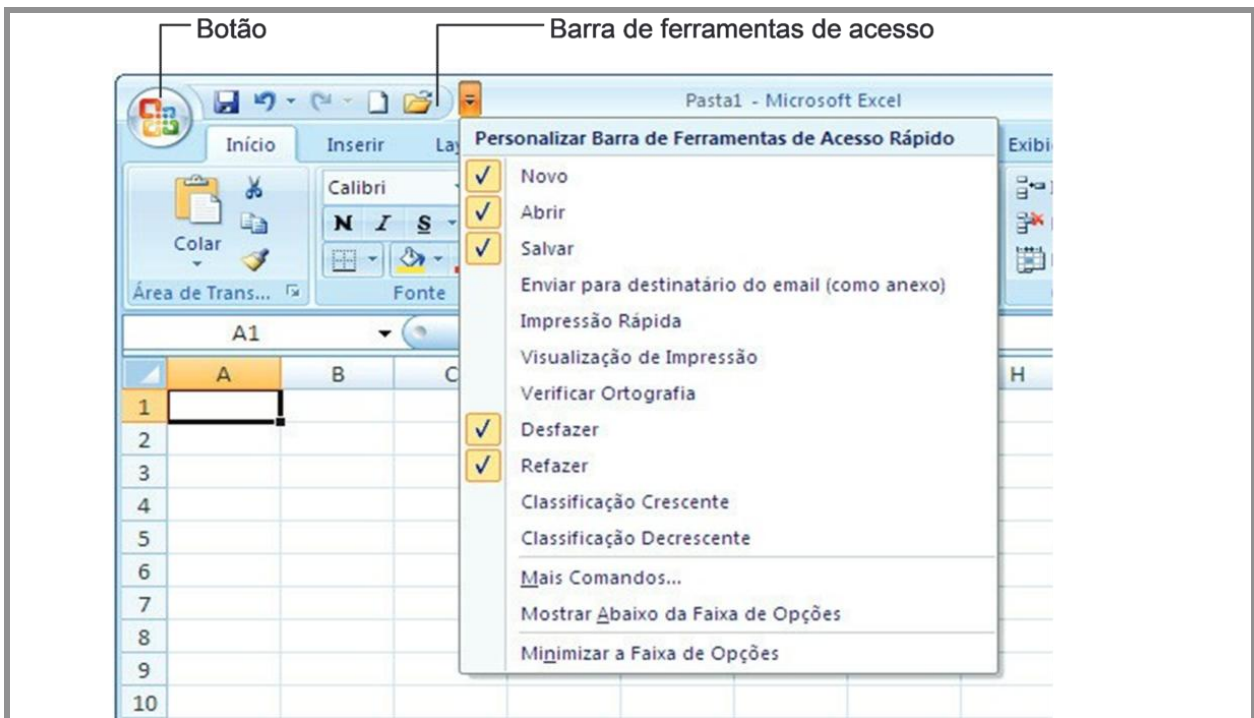 Botão
Barra de ferramentas de acesso
Pasta1 - Microsoft Excel
Início Inserir
Personalizar Barra de Ferramentas de Acesso Rápido
Calibri
N I S
Colar
Área de Trans... Fonte
Novo
Abrir
Salvar
Enviar para destinatário do email (como anexo)
Impressão Rápida
Visualização de Impressão
Verificar Ortografia
Desfazer
Refazer
Classificação Crescente
Classificação Decrescente
Mais Comandos...
Mostrar Abaixo da Faixa de Opções
Minimizar a Faixa de Opções
A1
A B C H
1
2
3
4
5
6
7
8
9
10